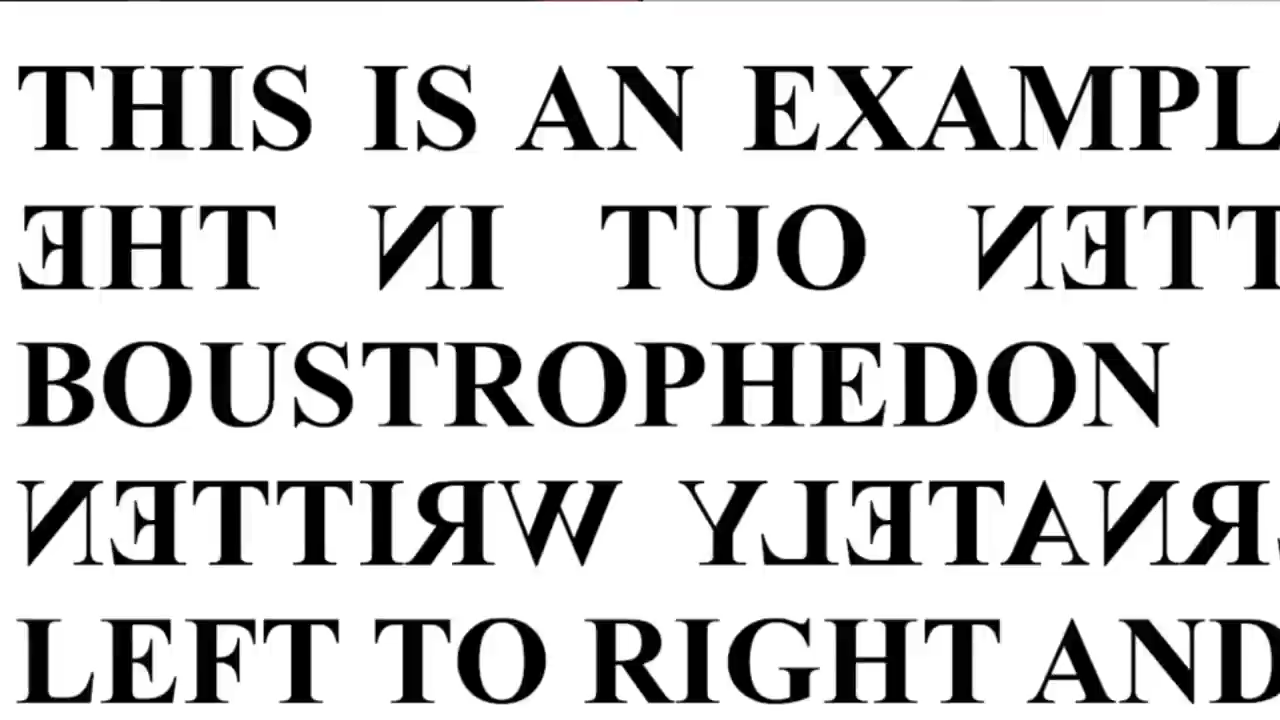 THIS IS AN EXAMPL
TTEN OUT IN THE
BOUSTROPHEDON
RNATELY WRITTEN
LEFT TO RIGHT AND